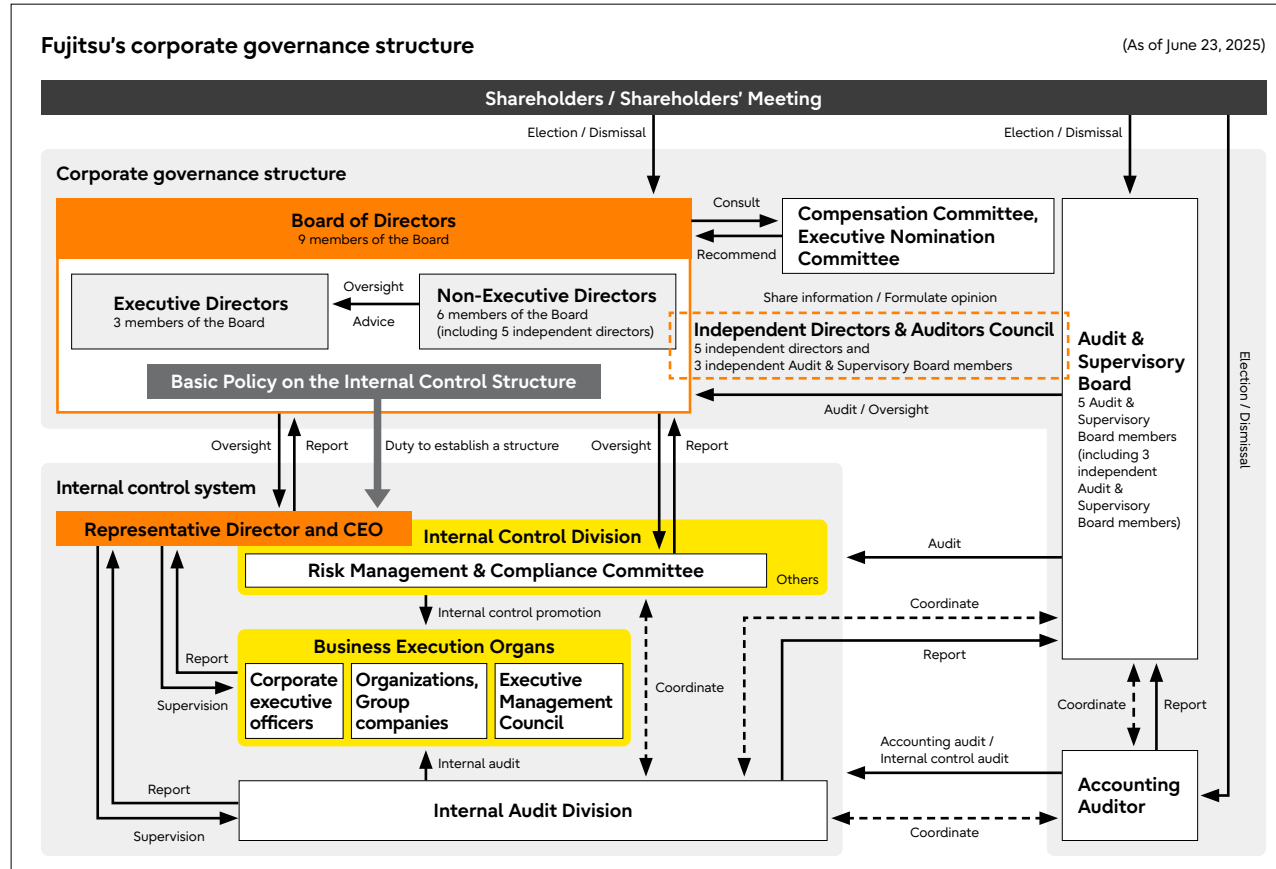 Fujitsu's corporate governance structure
(As of June 23, 2025)
Shareholders / Shareholders' Meeting
Election / Dismissal
Election / Dismissal
Corporate governance structure
Board of Directors
9 members of the Board
Consult
Recommend
Compensation Committee,
Executive Nomination
Committee
Executive Directors
3 members of the Board
Oversight
Advice
Non-Executive Directors
6 members of the Board
(including 5 independent directors)
Share information / Formulate opinion
Independent Directors & Auditors Council
5 independent directors and
3 independent Audit & Supervisory Board members
Basic Policy on the Internal Control Structure
Audit / Oversight
Audit &
Supervisory
Board
5 Audit &
Supervisory
Board members
(including 3
independent
Audit &
Supervisory
Board members)
Election / Dismissal
Oversight
Report
Duty to establish a structure
Oversight
Report
Internal control system
Representative Director and CEO
Internal Control Division
Risk Management & Compliance Committee
Others
Audit
Internal control promotion
Coordinate
Business Execution Organs
Report
Report
Corporate
executive
officers
Organizations,
Group
companies
Executive
Management
Council
Coordinate
Supervision
Coordinate
Report
Internal audit
Accounting audit /
Internal control audit
Report
Internal Audit Division
Accounting
Auditor
Supervision
Coordinate